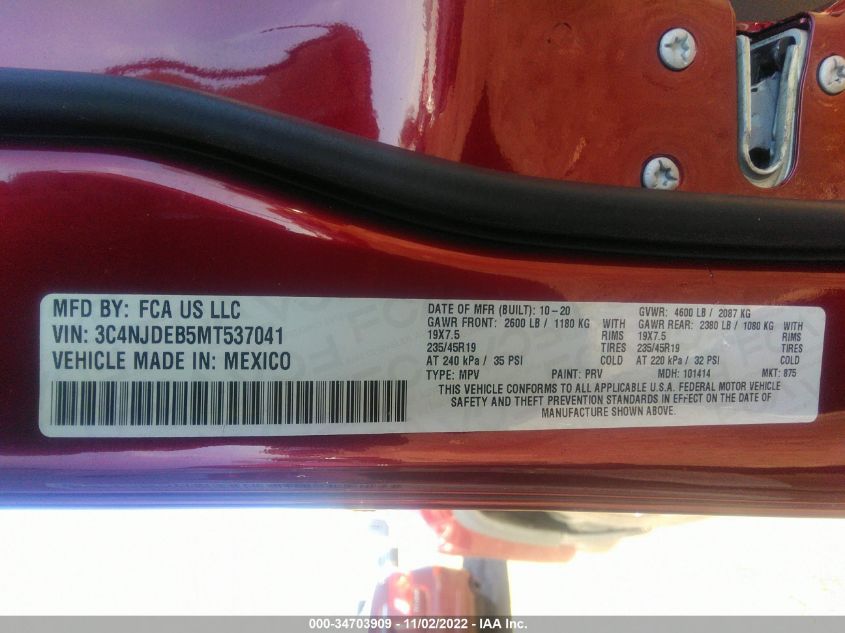 MFD BY: FCA US LLC
VIN: 3C4NJDEB5MT537041
VEHICLE MADE IN: MEXICO
DATE OF MFR (BUILT): 10-20 GVWR: 4600 LB / 2087 KG
GAWR FRONT: 2600 LB / 1180 KG WITH GAWR REAR: 2380 LB / 1080 KG WITH
19X7.5 RIMS 19X7.5 RIMS
235/45R19 TIRES 235/45R19 TIRES
AT 240 kPa / 35 PSI COLD AT 220 kPa / 32 PSI COLD
TYPE: MPV PAINT: PRV MDH: 101414 MKT: 875
THIS VEHICLE CONFORMS TO ALL APPLICABLE U.S.A. FEDERAL MOTOR VEHICLE
SAFETY AND THEFT PREVENTION STANDARDS IN EFFECT ON THE DATE OF
MANUFACTURE SHOWN ABOVE.
000-34703909 - 11/02/2022 - IAA Inc.